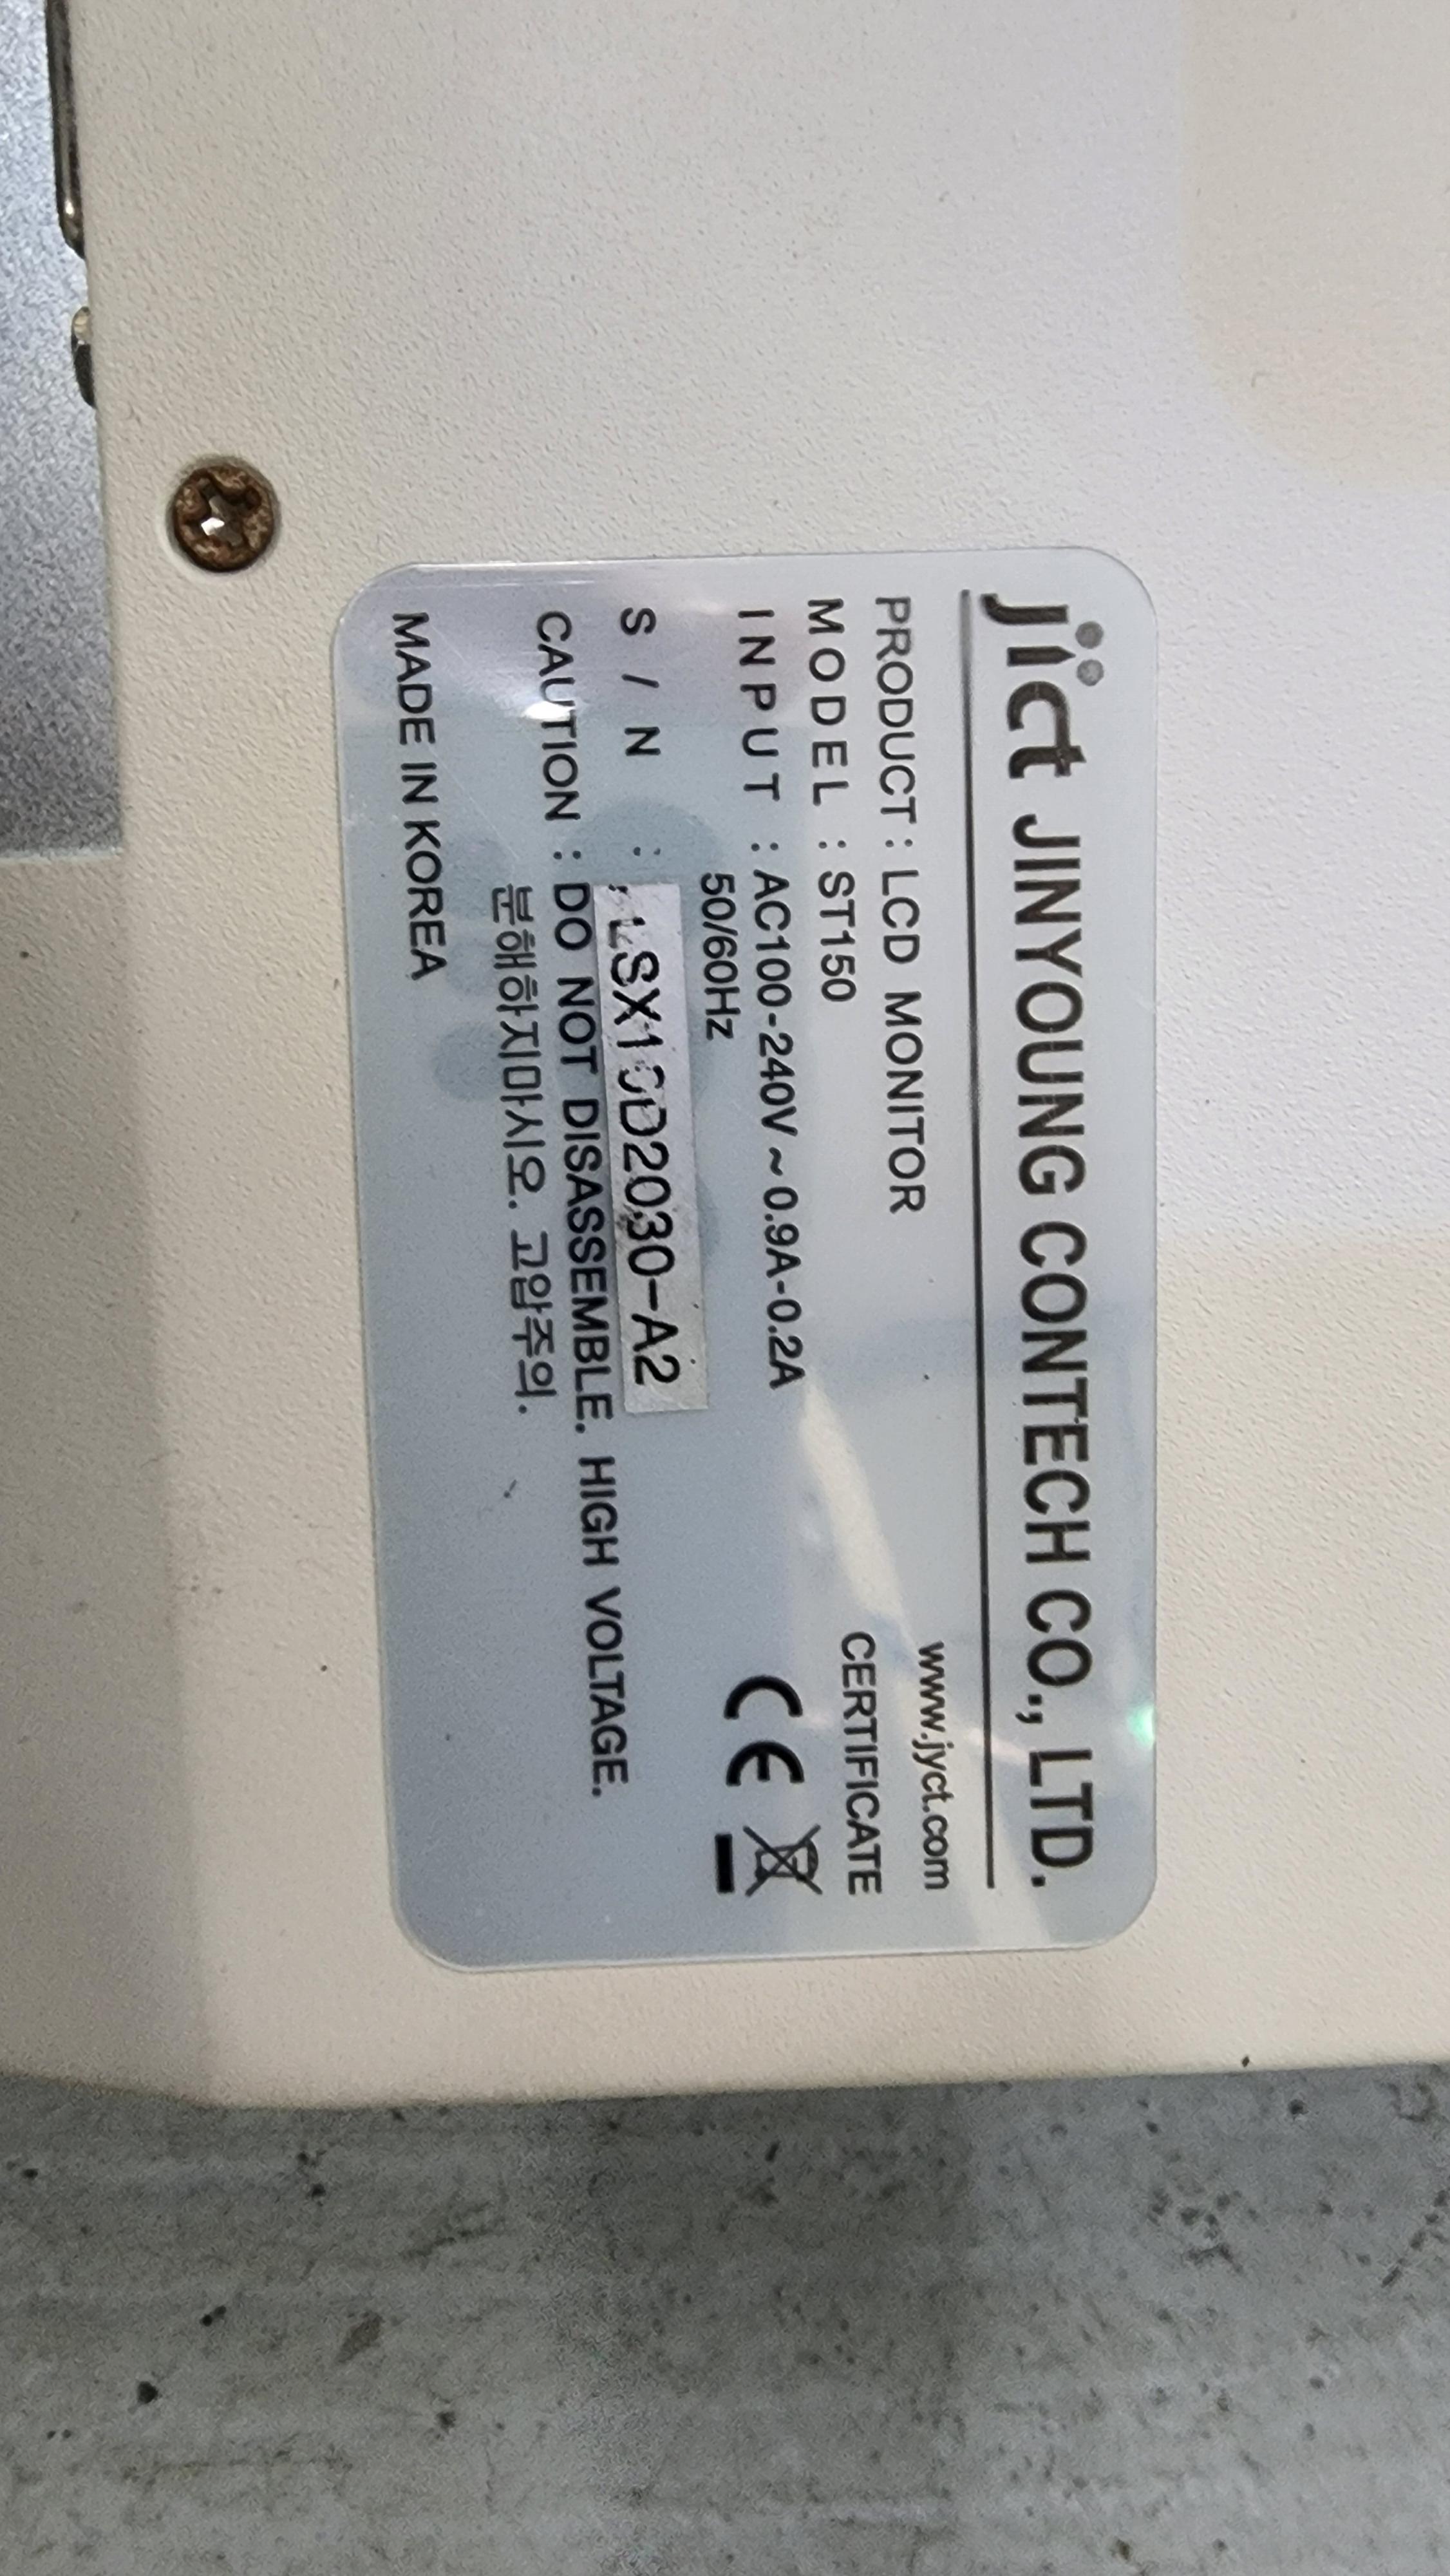 jict JINYOUNG CONTECH CO., LTD.
www.jyct.com
PRODUCT : LCD MONITOR
MODEL : ST150
CERTIFICATE
INPUT : AC100-240V~0.9A-0.2A
50/60Hz
CE
S / N :
CAUTION : DO NOT DISASSEMBLE. HIGH VOLTAGE.
분해하지마시오. 고압주의.
MADE IN KOREA